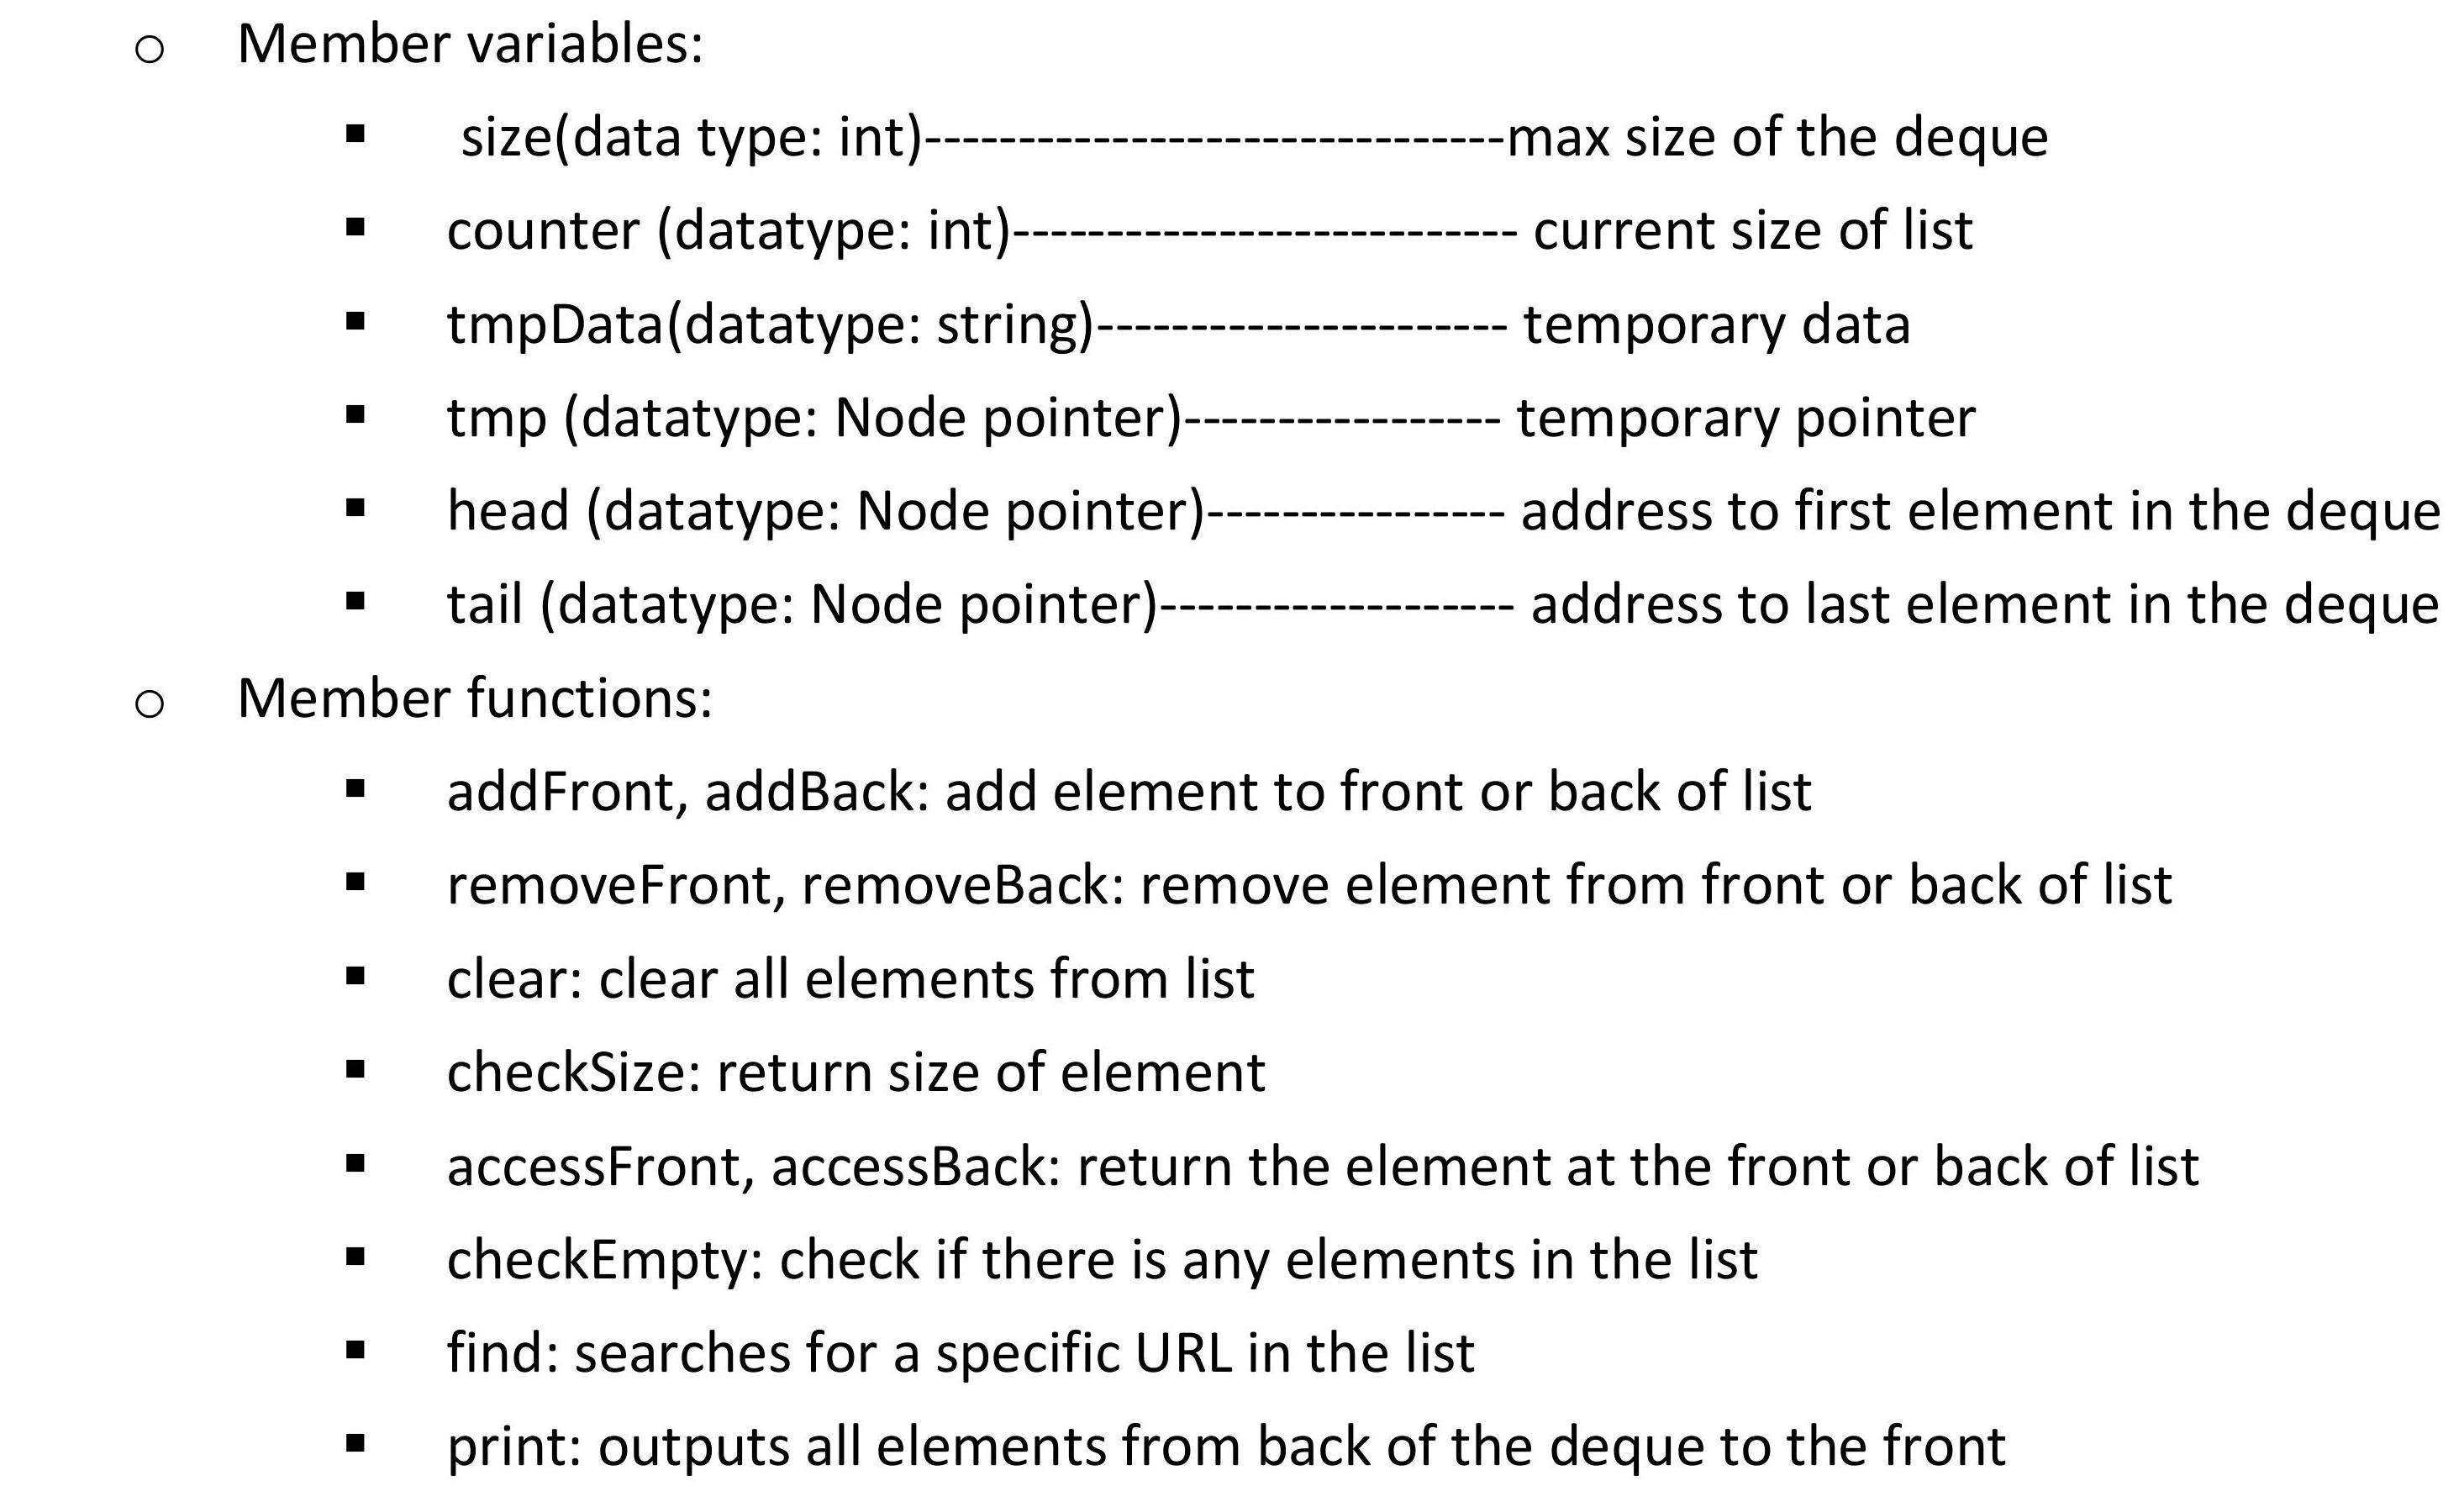 Member variables:
size(data type: int)-------------------------------max size of the deque
counter (datatype: int)--------------------------- current size of list
tmpData(datatype: string)---------------------- temporary data
tmp (datatype: Node pointer)----------------- temporary pointer
head (datatype: Node pointer)---------------- address to first element in the deque
tail (datatype: Node pointer)------------------- address to last element in the deque
Member functions:
addFront, addBack: add element to front or back of list
removeFront, removeBack: remove element from front or back of list
clear: clear all elements from list
checkSize: return size of element
accessFront, accessBack: return the element at the front or back of list
checkEmpty: check if there is any elements in the list
find: searches for a specific URL in the list
print: outputs all elements from back of the deque to the front